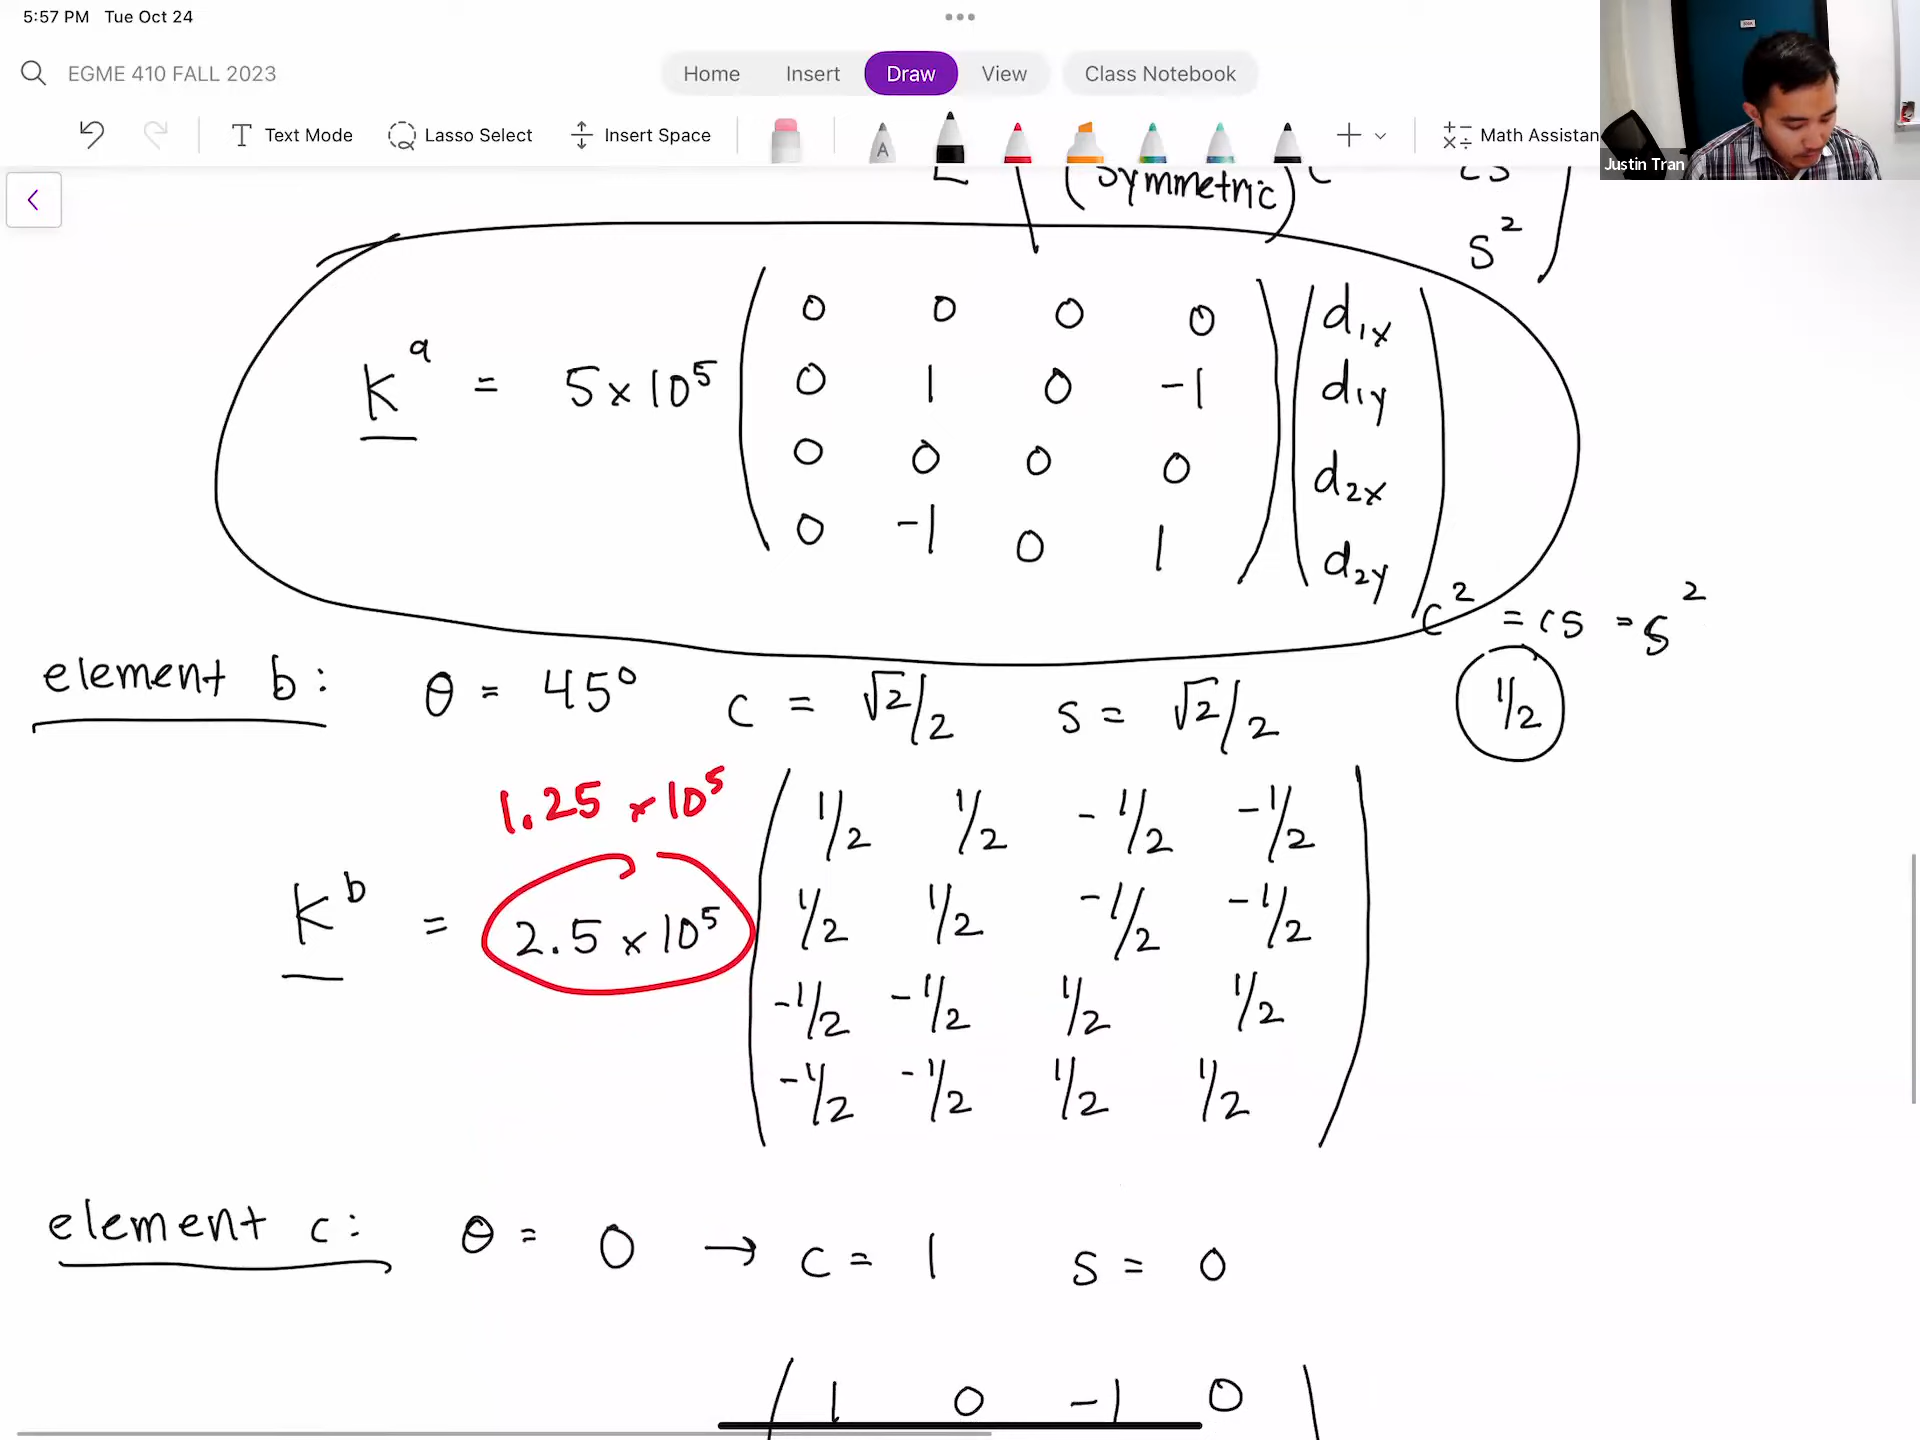 5:57 PM Tue Oct 24
EGME 410 FALL 2023
Home Insert Draw View Class Notebook
Text Mode Lasso Select Insert Space Math Assistan
Justin Tran
(symmetric)
s²
Kᵃ = 5 x 10⁵
0 0 0 0 d₁ₓ
0 1 0 -1 d₁y
0 0 0 0 d₂ₓ
0 -1 0 1 d₂y
c² = cs = s²
1/2
element b: θ = 45° c = √2/2 s = √2/2
1.25 x 10⁵
Kᵇ = 2.5 x 10⁵
1/2 1/2 -1/2 -1/2
1/2 1/2 -1/2 -1/2
-1/2 -1/2 1/2 1/2
-1/2 -1/2 1/2 1/2
element c: θ = 0 → c = 1 s = 0
1 0 -1 0